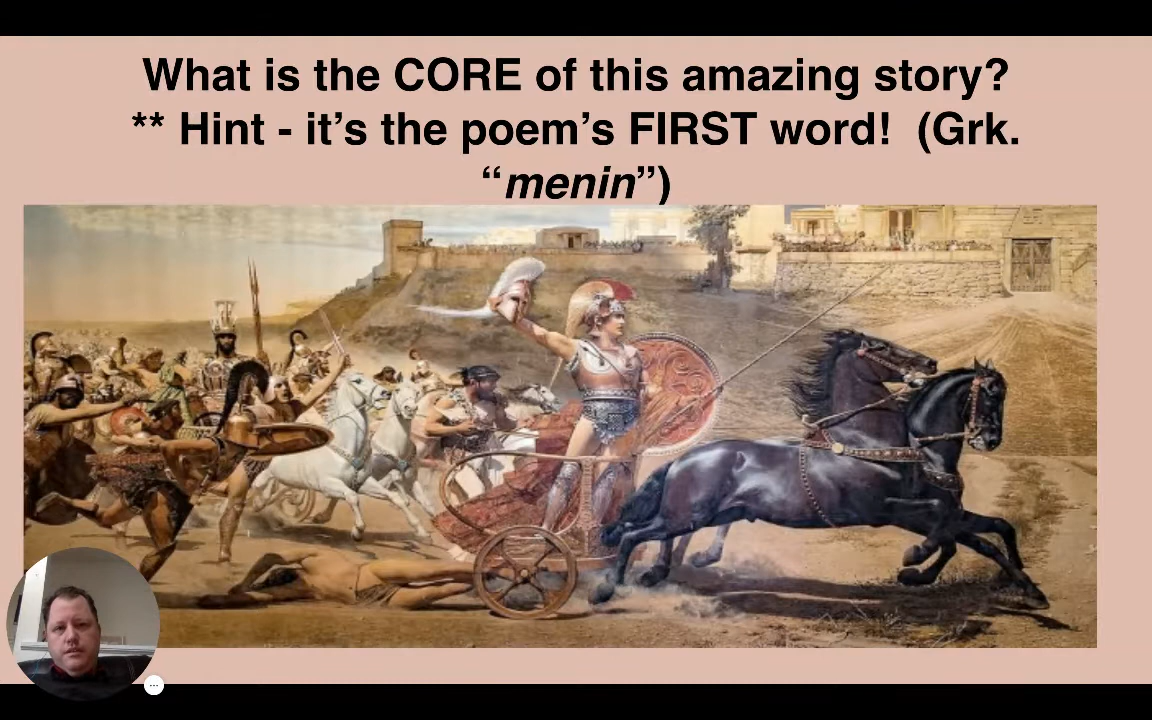 What is the CORE of this amazing story?
** Hint - it’s the poem’s FIRST word!  (Grk.
“menin”)